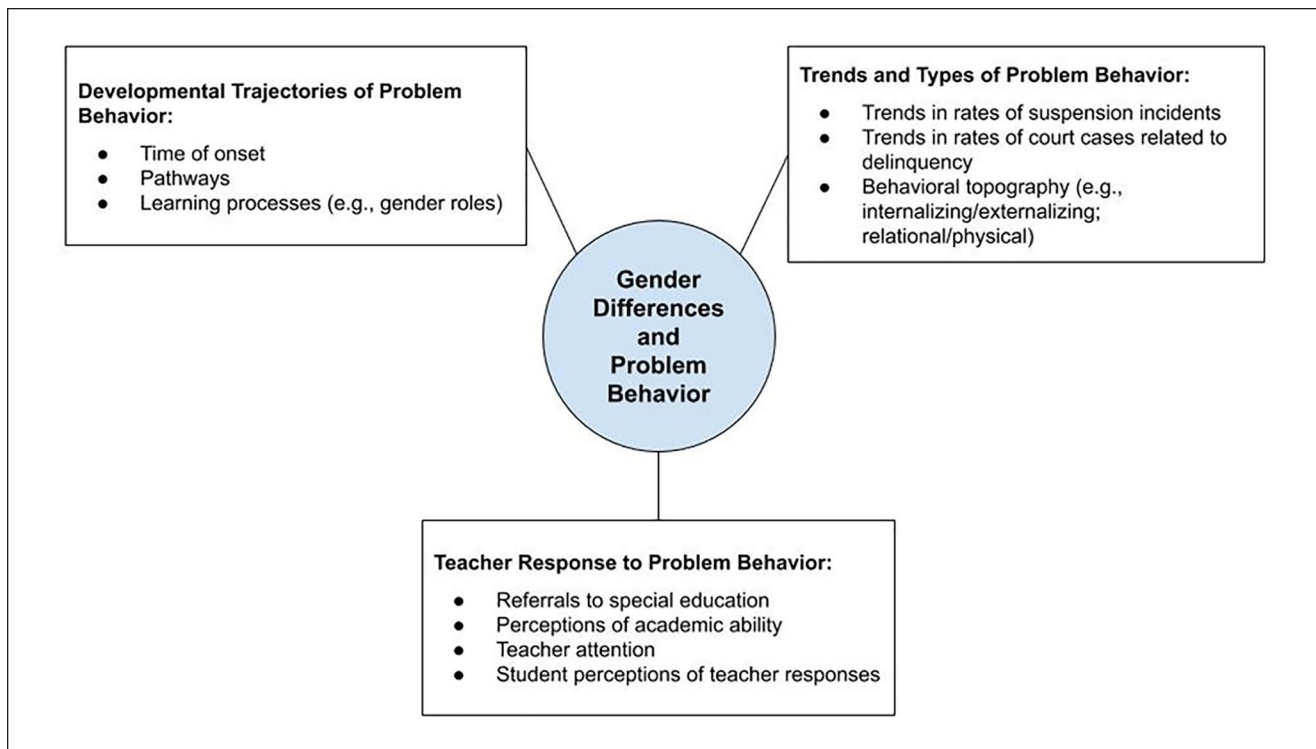 Developmental Trajectories of Problem
Behavior:
● Time of onset
● Pathways
● Learning processes (e.g., gender roles)
Trends and Types of Problem Behavior:
● Trends in rates of suspension incidents
● Trends in rates of court cases related to
delinquency
● Behavioral topography (e.g.,
internalizing/externalizing;
relational/physical)
Gender
Differences
and
Problem
Behavior
Teacher Response to Problem Behavior:
● Referrals to special education
● Perceptions of academic ability
● Teacher attention
● Student perceptions of teacher responses